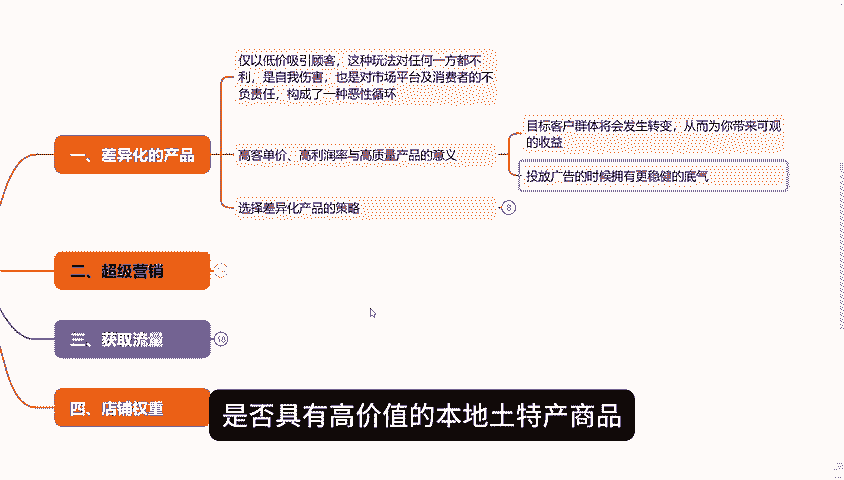 仅以低价吸引顾客，这种玩法对任何一方都不
利，是自我伤害，也是对市场平台及消费者的不
负责任，构成了一种恶性循环
目标客户群体将会发生转变，从而为你带来可观
的收益
一、差异化的产品
高客单价、高利润率与高质量产品的意义
投放广告的时候拥有更稳健的底气
选择差异化产品的策略
8
二、超级营销
三、获取流量
18
四、店铺权重
是否具有高价值的本地土特产商品